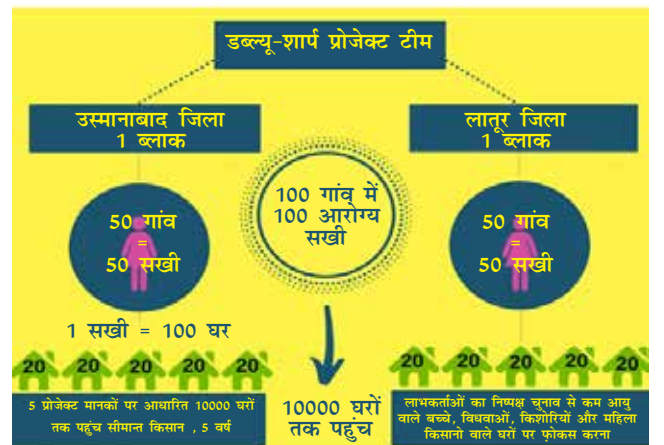 डब्ल्यू-शार्प प्रोजेक्ट टीम
उस्मानाबाद जिला
1 ब्लाक
लातूर जिला
1 ब्लाक
100 गांव में
100 आरोग्य
सखी
50 गांव
=
50 सखी
50 गांव
=
50 सखी
1 सखी = 100 घर
20 20 20 20 20
20 20 20 20 20
5 प्रोजेक्ट मानकों पर आधारित 10000 घरों
तक पहुंच सीमान्त किसान , 5 वर्ष
10000 घरों
तक पहुंच
लाभकर्ताओं का निष्पक्ष चुनाव से कम आयु
वाले बच्चे, विधवाओं, किशोरियों और महिला
किसानो वाले घरों पर फ़ोकस करना